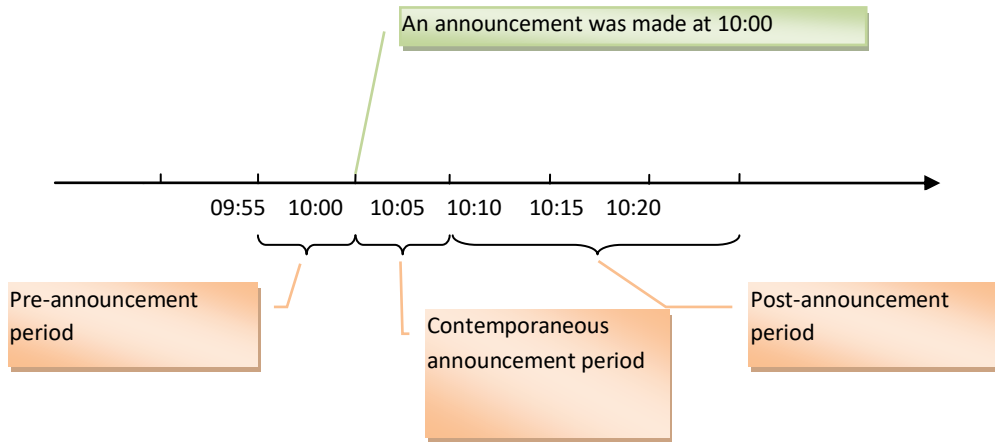 An announcement was made at 10:00
09:55 10:00 10:05 10:10 10:15 10:20
Pre-announcement
period
Contemporaneous
announcement period
Post-announcement
period